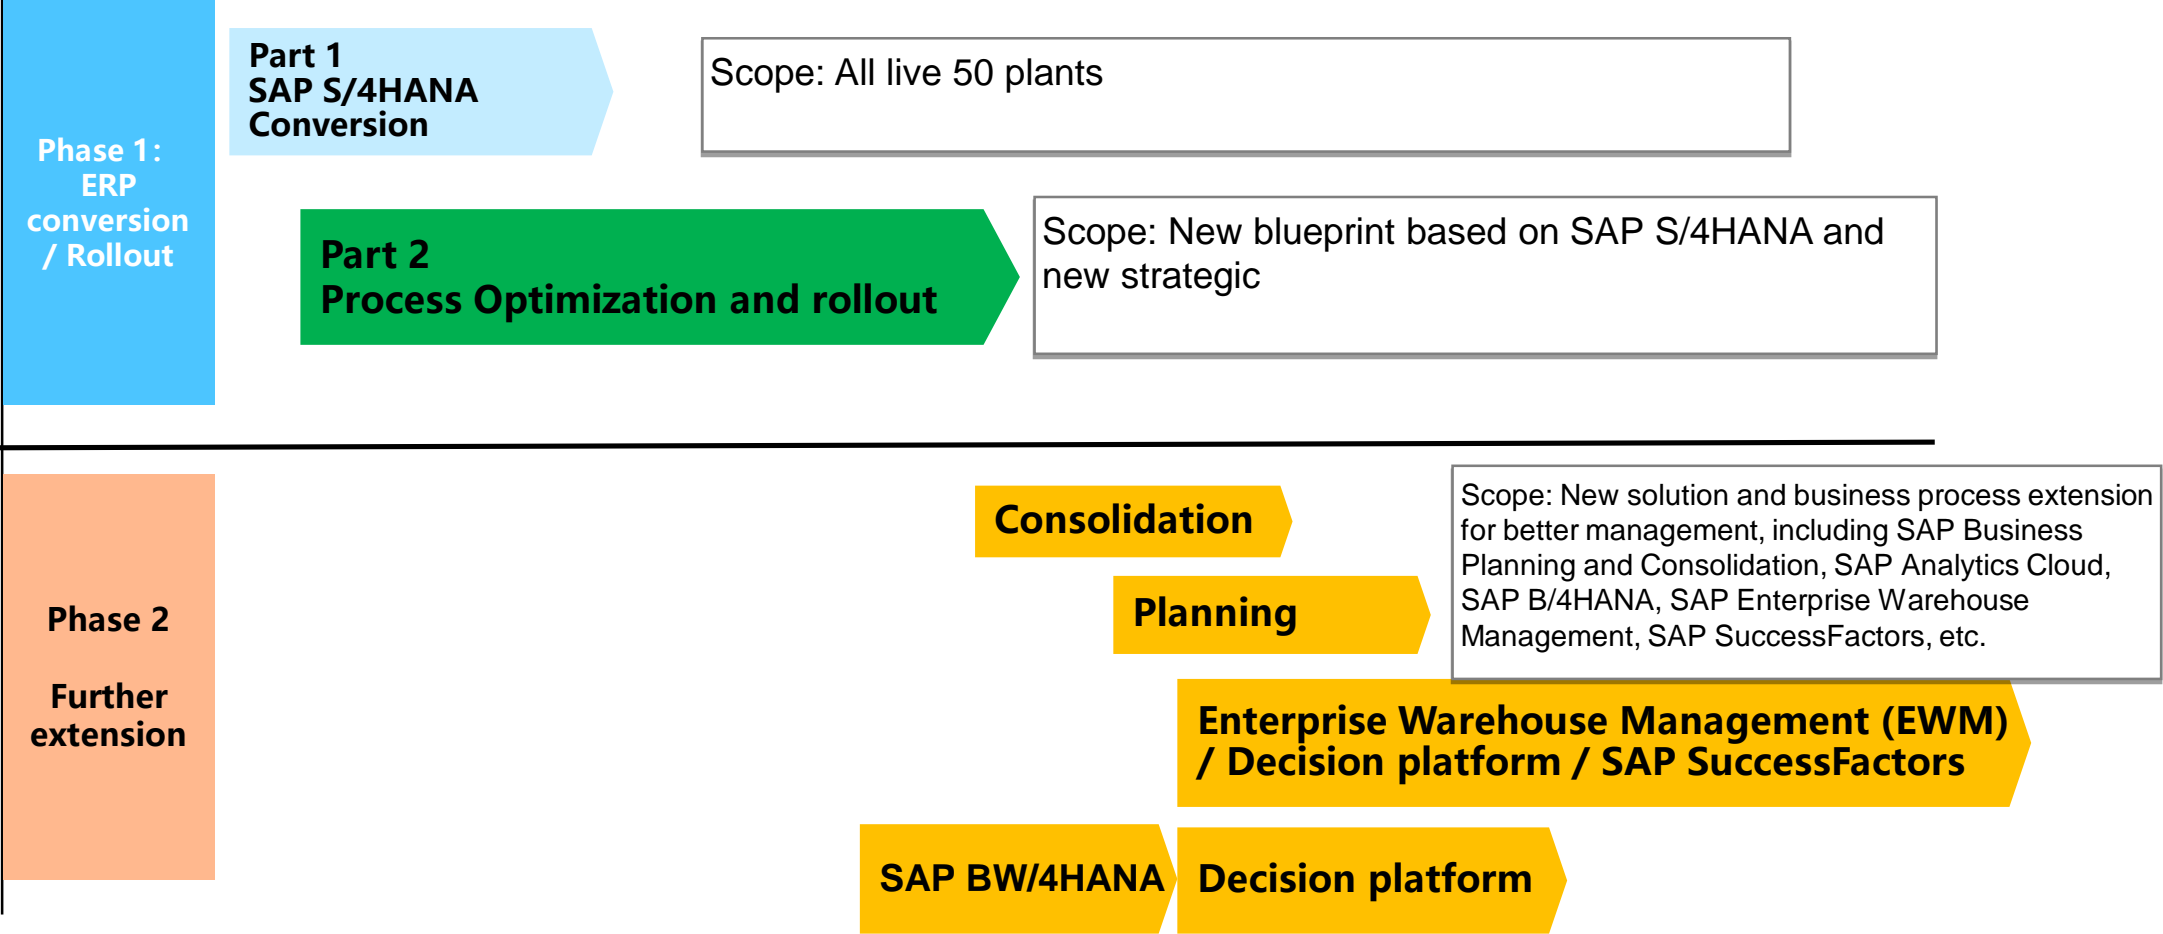 Phase 1：
ERP
conversion
/ Rollout
Part 1
SAP S/4HANA
Conversion
Scope: All live 50 plants
Part 2
Process Optimization and rollout
Scope: New blueprint based on SAP S/4HANA and
new strategic
Phase 2
Further
extension
Consolidation
Planning
Scope: New solution and business process extension
for better management, including SAP Business
Planning and Consolidation, SAP Analytics Cloud,
SAP B/4HANA, SAP Enterprise Warehouse
Management, SAP SuccessFactors, etc.
Enterprise Warehouse Management (EWM)
/ Decision platform / SAP SuccessFactors
SAP BW/4HANA
Decision platform